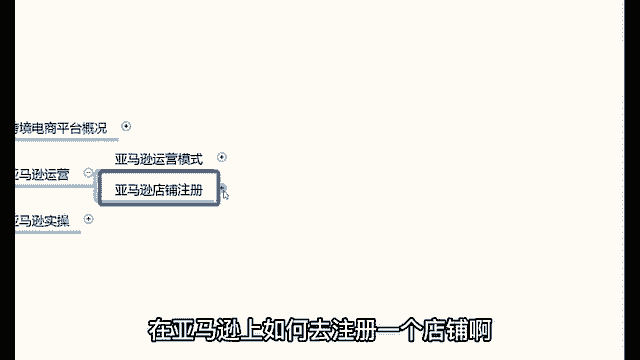 跨境电商平台概况
亚马逊运营模式
亚马逊运营
亚马逊店铺注册
亚马逊实操
在亚马逊上如何去注册一个店铺啊